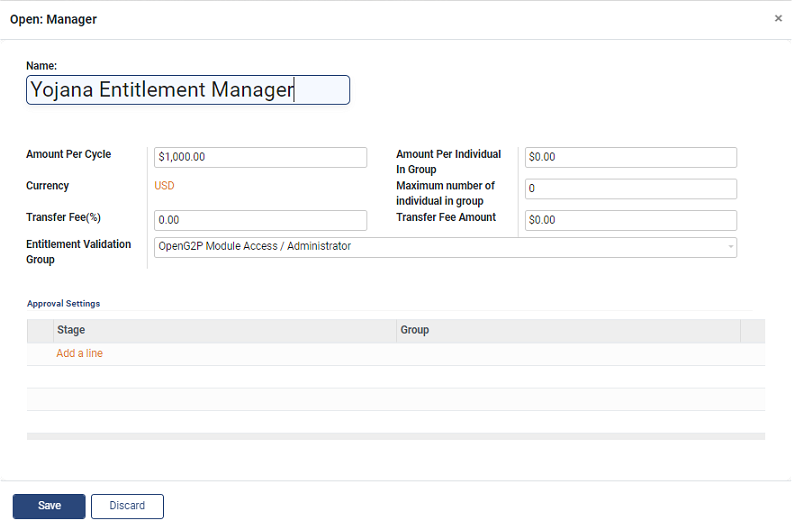 Open: Manager ×
Name:
Yojana Entitlement Manager
Amount Per Cycle $1,000.00 Amount Per Individual In Group $0.00
Currency USD Maximum number of individual in group 0
Transfer Fee(%) 0.00 Transfer Fee Amount $0.00
Entitlement Validation Group OpenG2P Module Access / Administrator
Approval Settings
Stage Group
Add a line
Save Discard